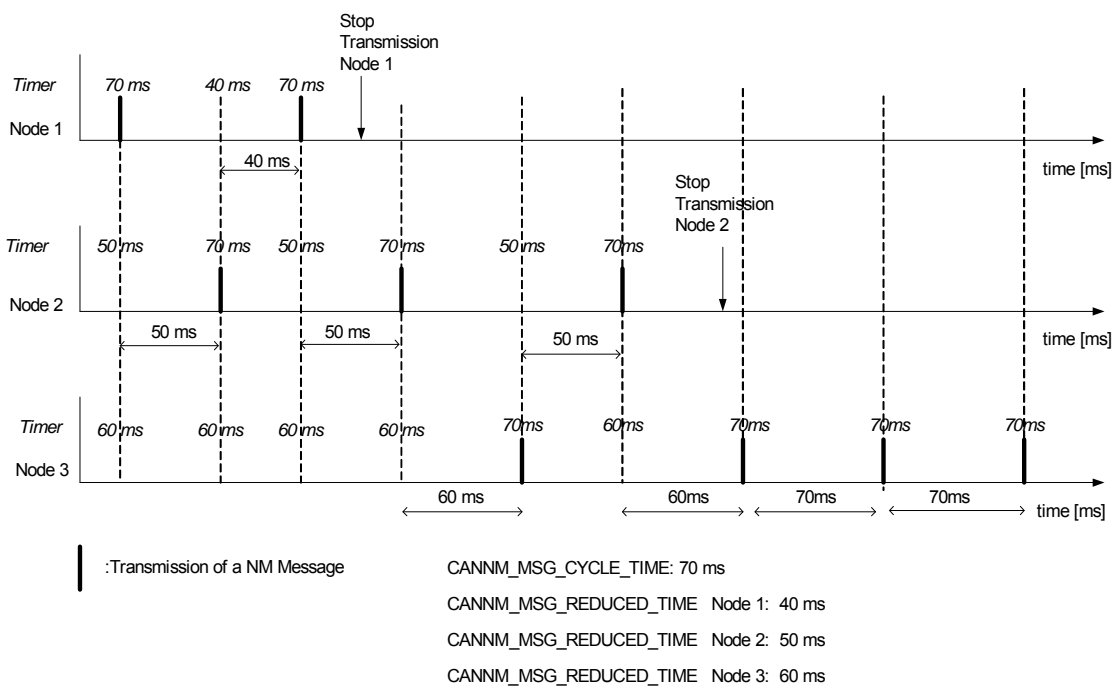 Stop
Transmission
Node 1
Timer 70 ms 40 ms 70 ms
Node 1
40 ms
time [ms]
Stop
Transmission
Node 2
Timer 50 ms 70 ms 50 ms 70 ms 50 ms 70ms
Node 2
50 ms 50 ms 50 ms
time [ms]
Timer 60 ms 60 ms 60 ms 60 ms 70ms 60 ms 70ms 70ms 70ms
Node 3
60 ms 60ms 70ms 70ms
time [ms]
:Transmission of a NM Message
CANNM_MSG_CYCLE_TIME: 70 ms
CANNM_MSG_REDUCED_TIME Node 1: 40 ms
CANNM_MSG_REDUCED_TIME Node 2: 50 ms
CANNM_MSG_REDUCED_TIME Node 3: 60 ms